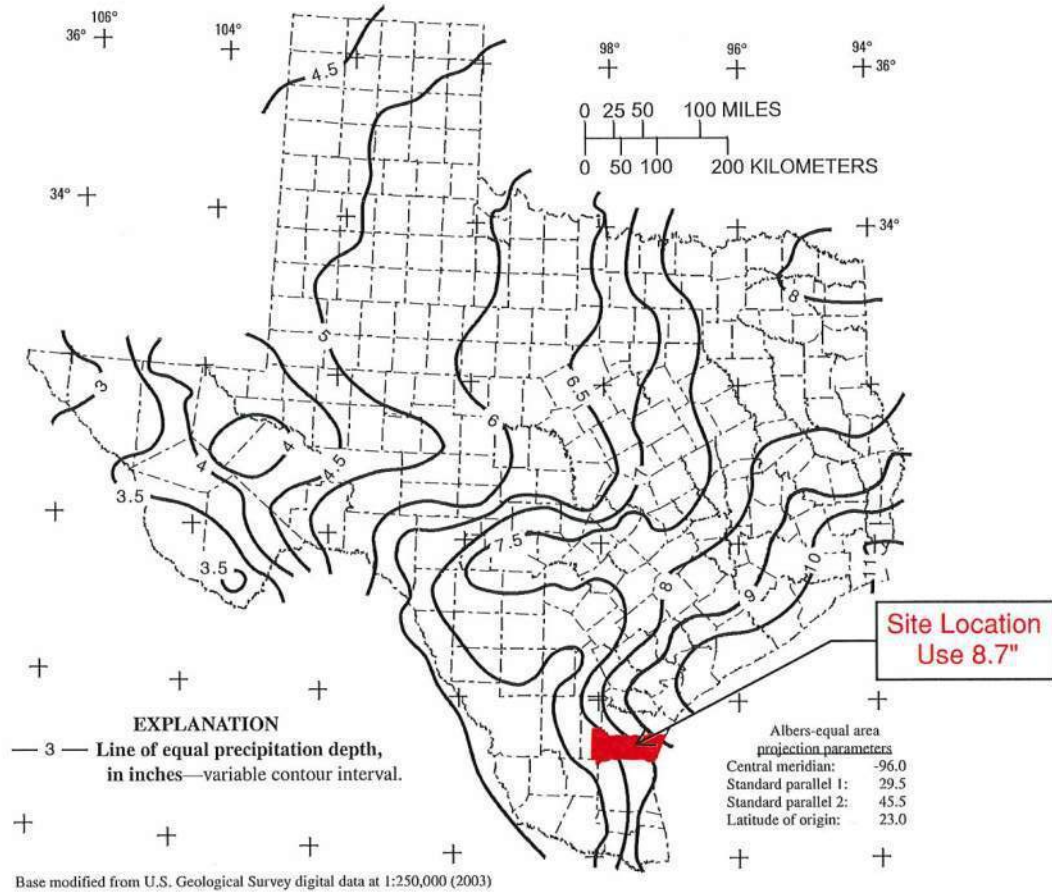 106°
36°
104°
98°
96°
94°
36°
4.5
0 25 50 100 MILES
0 50 100 200 KILOMETERS
34°
34°
8
5
6.5
3
6
4
4
4.5
3.5
7.5
3.5
8
9
10
11
Site Location
Use 8.7"
EXPLANATION
— 3 — Line of equal precipitation depth,
in inches—variable contour interval.
Albers-equal area
projection parameters
Central meridian: -96.0
Standard parallel 1: 29.5
Standard parallel 2: 45.5
Latitude of origin: 23.0
Base modified from U.S. Geological Survey digital data at 1:250,000 (2003)